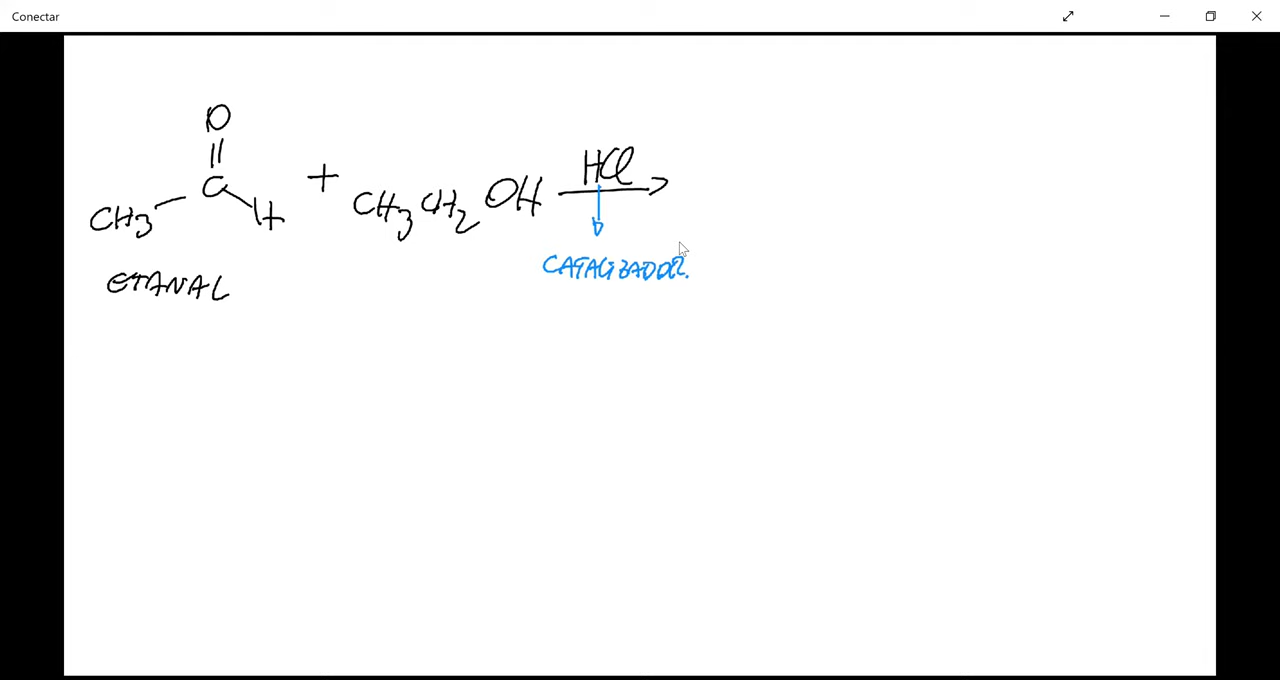 Conectar
O
||
CH3 - C - H + CH3CH2OH HCl →
CATALIZADOR.
ETANAL